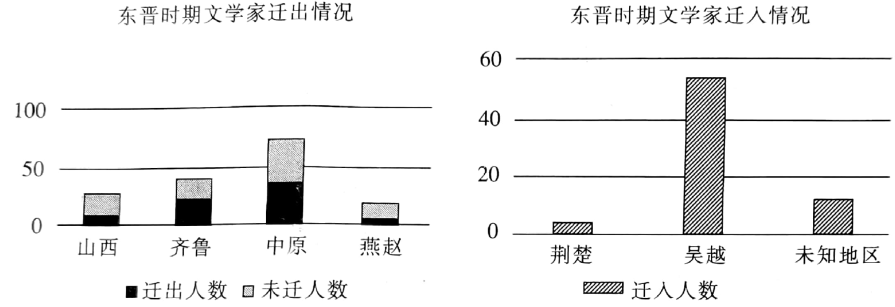 东晋时期文学家迁出情况
100
50
0
山西 齐鲁 中原 燕赵
迁出人数 未迁人数
东晋时期文学家迁入情况
60
40
20
0
荆楚 吴越 未知地区
迁入人数